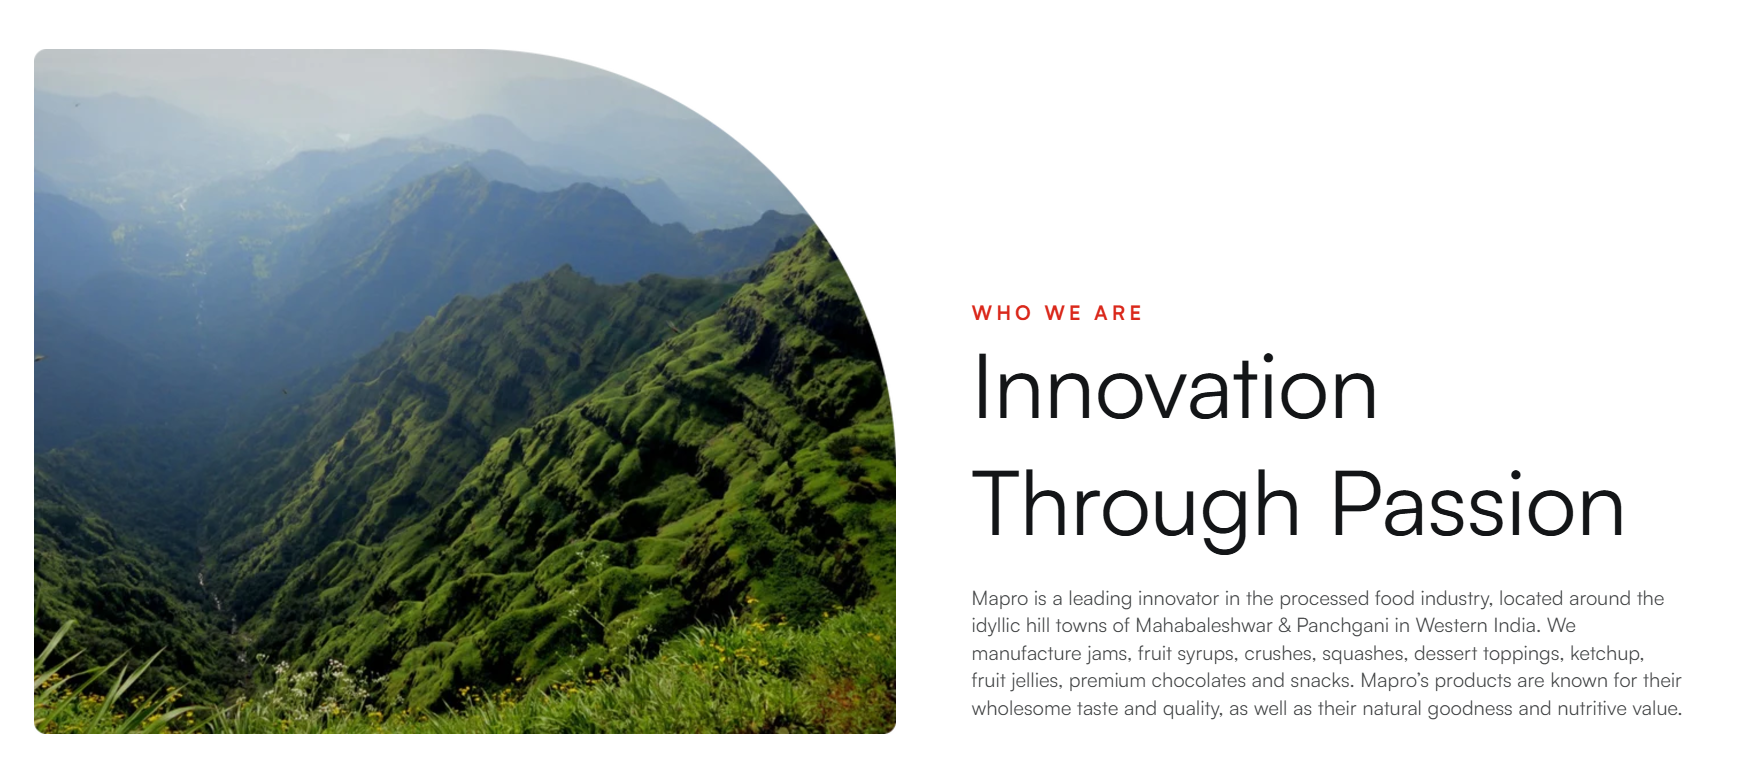 WHO WE ARE
Innovation
Through Passion
Mapro is a leading innovator in the processed food industry, located around the
idyllic hill towns of Mahabaleshwar & Panchgani in Western India. We
manufacture jams, fruit syrups, crushes, squashes, dessert toppings, ketchup,
fruit jellies, premium chocolates and snacks. Mapro’s products are known for their
wholesome taste and quality, as well as their natural goodness and nutritive value.